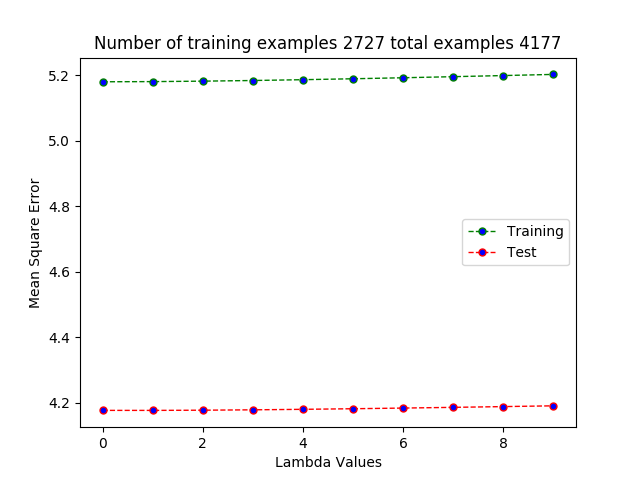 Number of training examples 2727 total examples 4177
5.2
5.0
4.8
4.6
4.4
4.2
Mean Square Error
Training
Test
0 2 4 6 8
Lambda Values